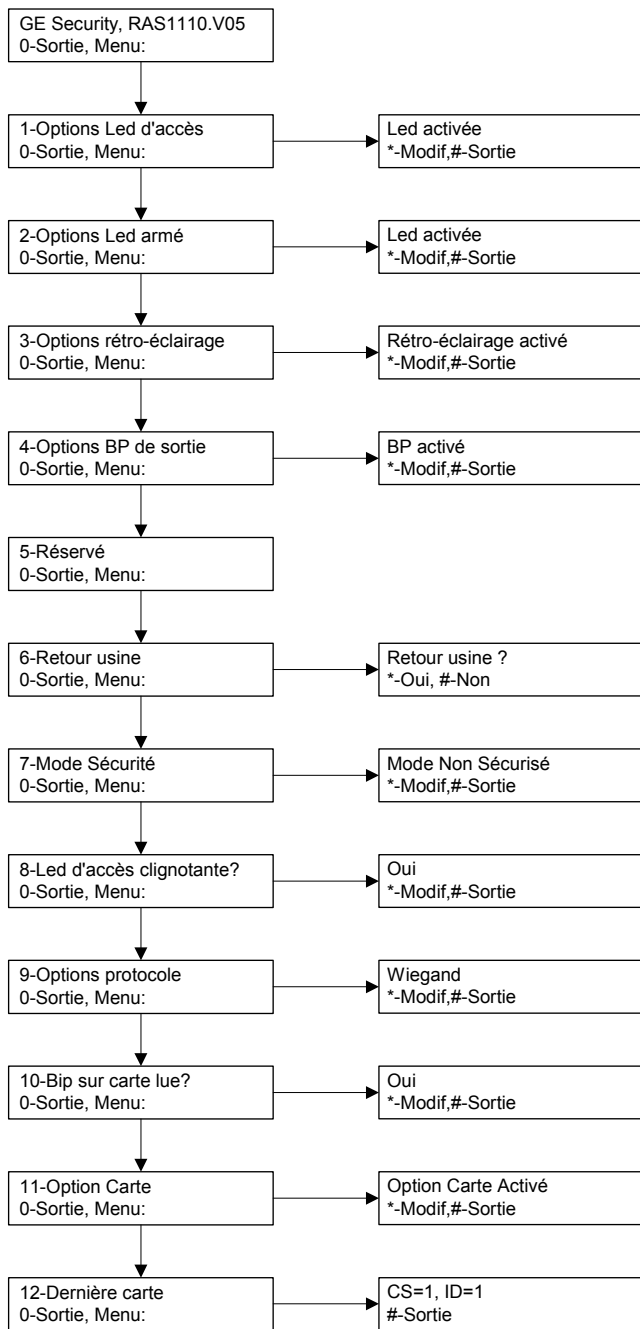 GE Security, RAS1110.V05
0-Sortie, Menu:
1-Options Led d'accès
0-Sortie, Menu:
Led activée
*-Modif,#-Sortie
2-Options Led armé
0-Sortie, Menu:
Led activée
*-Modif,#-Sortie
3-Options rétro-éclairage
0-Sortie, Menu:
Rétro-éclairage activé
*-Modif,#-Sortie
4-Options BP de sortie
0-Sortie, Menu:
BP activé
*-Modif,#-Sortie
5-Réservé
0-Sortie, Menu:
6-Retour usine
0-Sortie, Menu:
Retour usine ?
*-Oui, #-Non
7-Mode Sécurité
0-Sortie, Menu:
Mode Non Sécurisé
*-Modif,#-Sortie
8-Led d'accès clignotante?
0-Sortie, Menu:
Oui
*-Modif,#-Sortie
9-Options protocole
0-Sortie, Menu:
Wiegand
*-Modif,#-Sortie
10-Bip sur carte lue?
0-Sortie, Menu:
Oui
*-Modif,#-Sortie
11-Option Carte
0-Sortie, Menu:
Option Carte Activé
*-Modif,#-Sortie
12-Dernière carte
0-Sortie, Menu:
CS=1, ID=1
#-Sortie